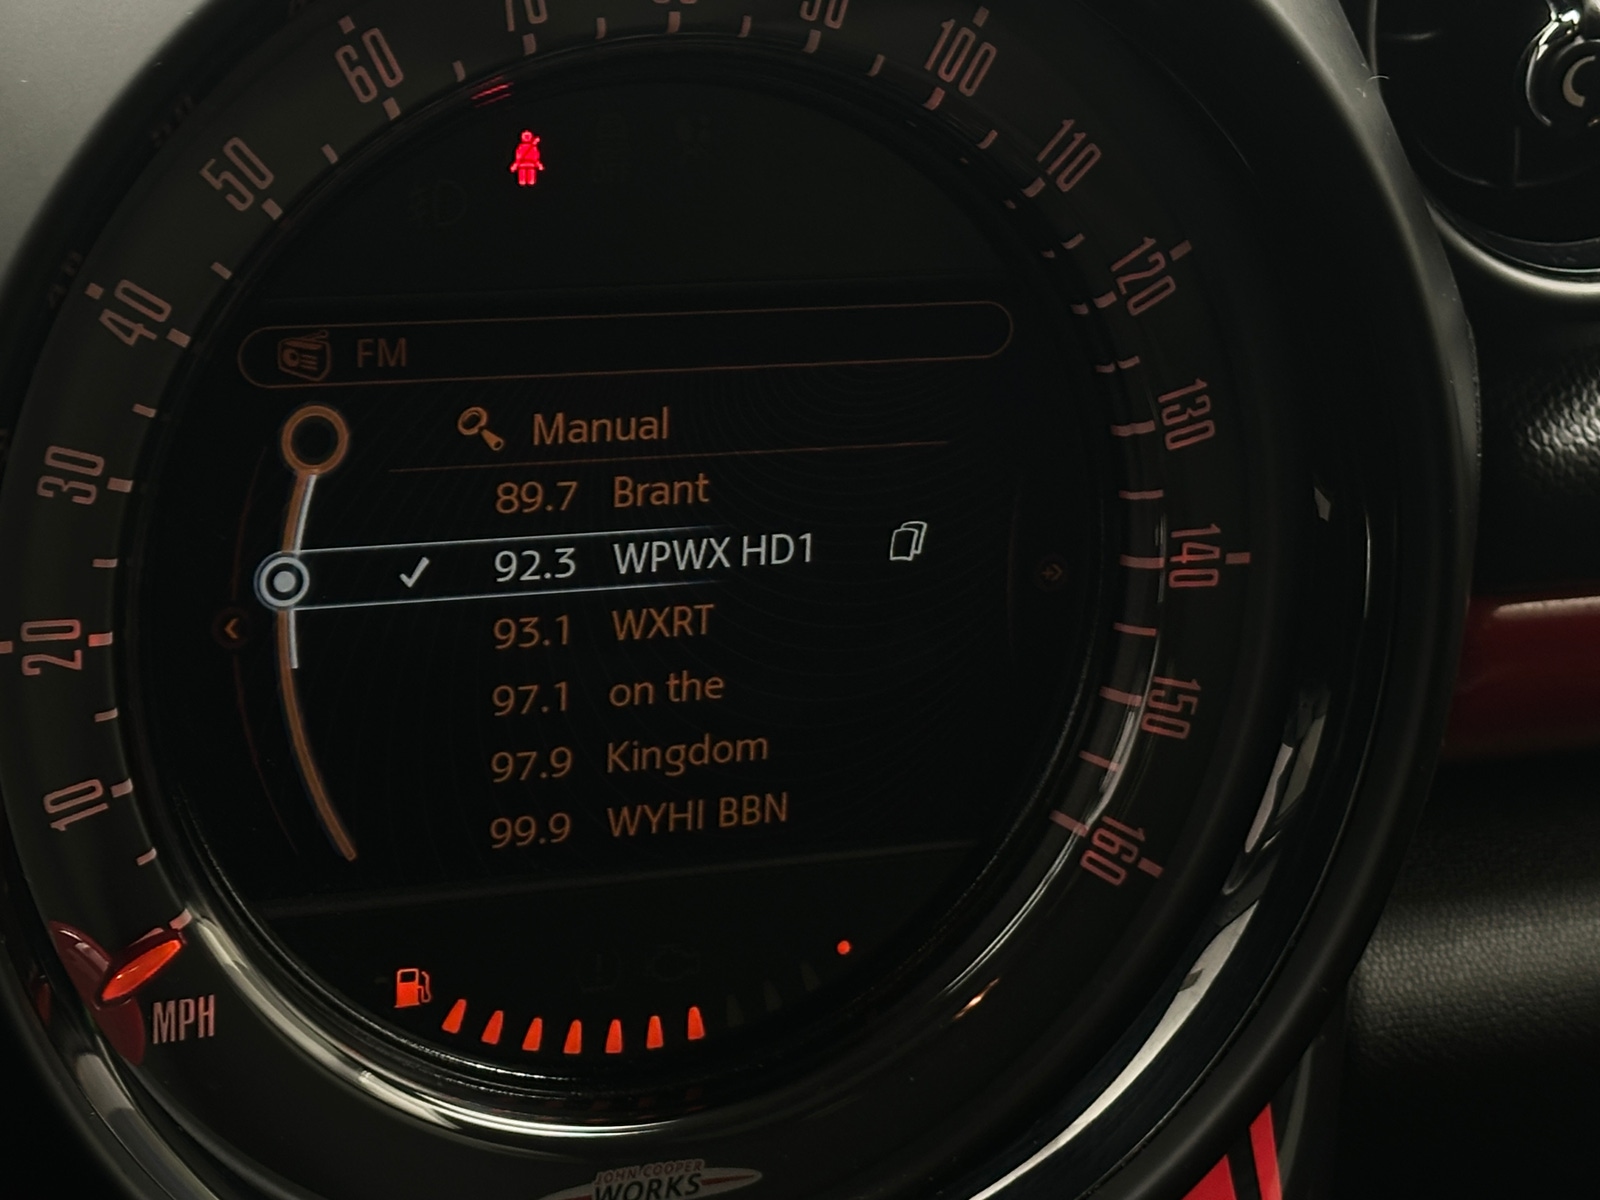 10
20
30
40
50
60
70
90
100
110
120
130
140
150
160
MPH
FM
Manual
89.7 Brant
92.3 WPWX HD1
93.1 WXRT
97.1 on the
97.9 Kingdom
99.9 WYHI BBN
JOHN COOPER
WORKS